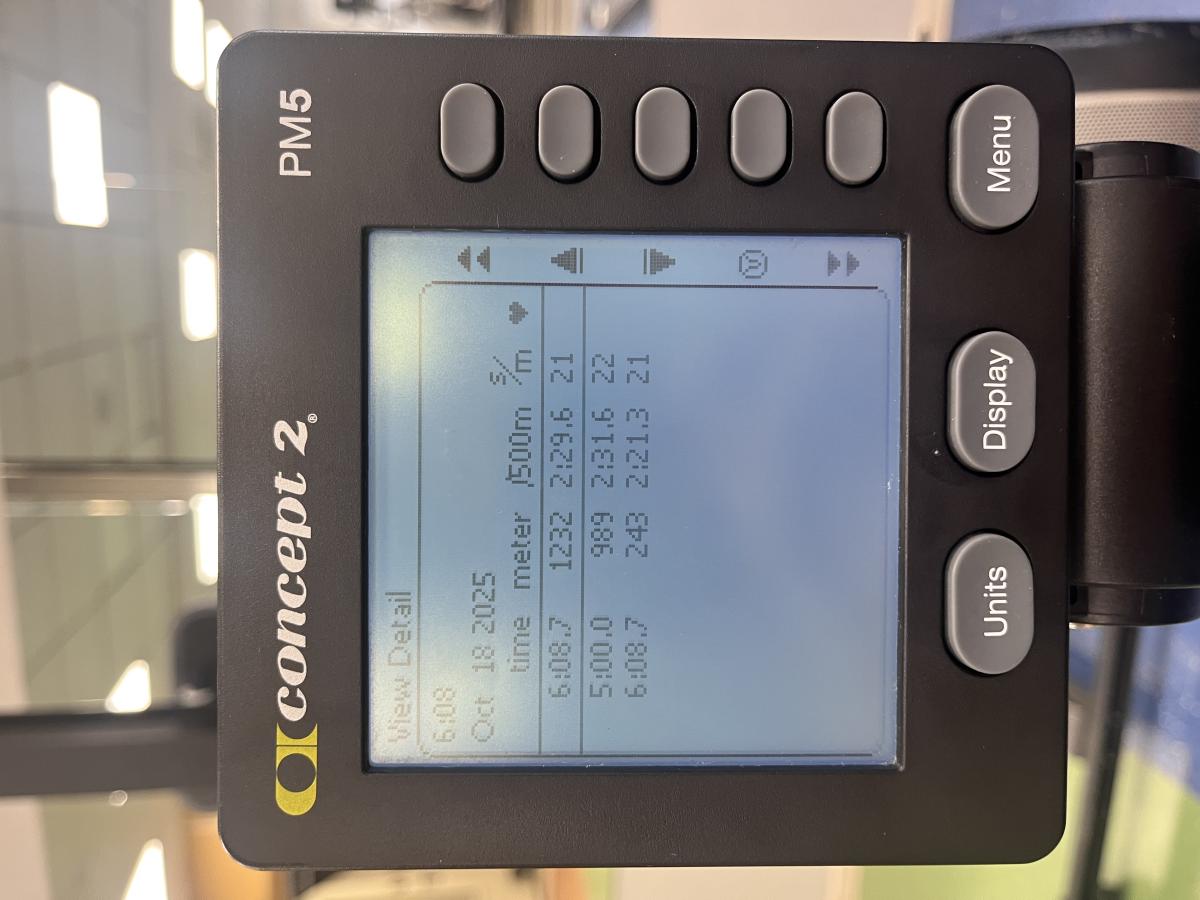 concept 2® PM5
View Detail
6:08
Oct 18 2025
time meter /500m s/m
6:08.7 1232 2:29.6 21
5:00.0 989 2:31.6 22
6:08.7 243 2:21.3 21
Units Display Menu